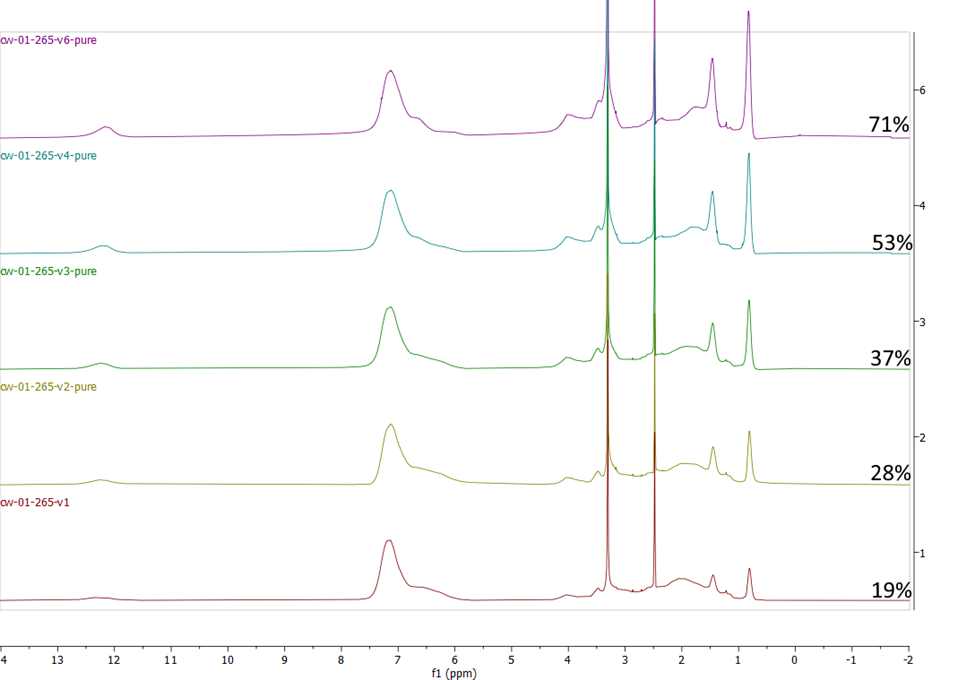 cw-01-265-v6-pure
6
71%
cw-01-265-v4-pure
4
53%
cw-01-265-v3-pure
3
37%
cw-01-265-v2-pure
2
28%
cw-01-265-v1
1
19%
4 13 12 11 10 9 8 7 6 5 4 3 2 1 0 -1 -2
f1 (ppm)